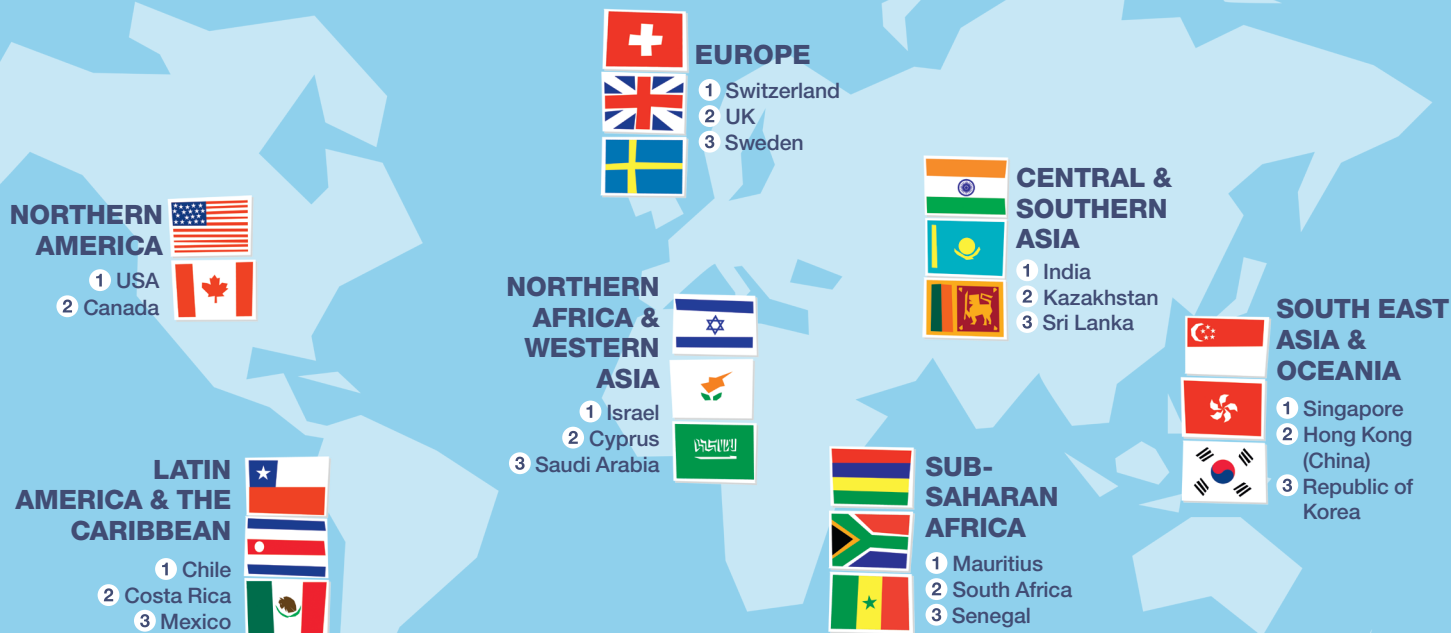 EUROPE
1 Switzerland
2 UK
3 Sweden
NORTHERN
AMERICA
1 USA
2 Canada
CENTRAL &
SOUTHERN
ASIA
1 India
2 Kazakhstan
3 Sri Lanka
NORTHERN
AFRICA &
WESTERN
ASIA
1 Israel
2 Cyprus
3 Saudi Arabia
SOUTH EAST
ASIA &
OCEANIA
1 Singapore
2 Hong Kong
(China)
3 Republic of
Korea
LATIN
AMERICA & THE
CARIBBEAN
1 Chile
2 Costa Rica
3 Mexico
SUB-
SAHARAN
AFRICA
1 Mauritius
2 South Africa
3 Senegal